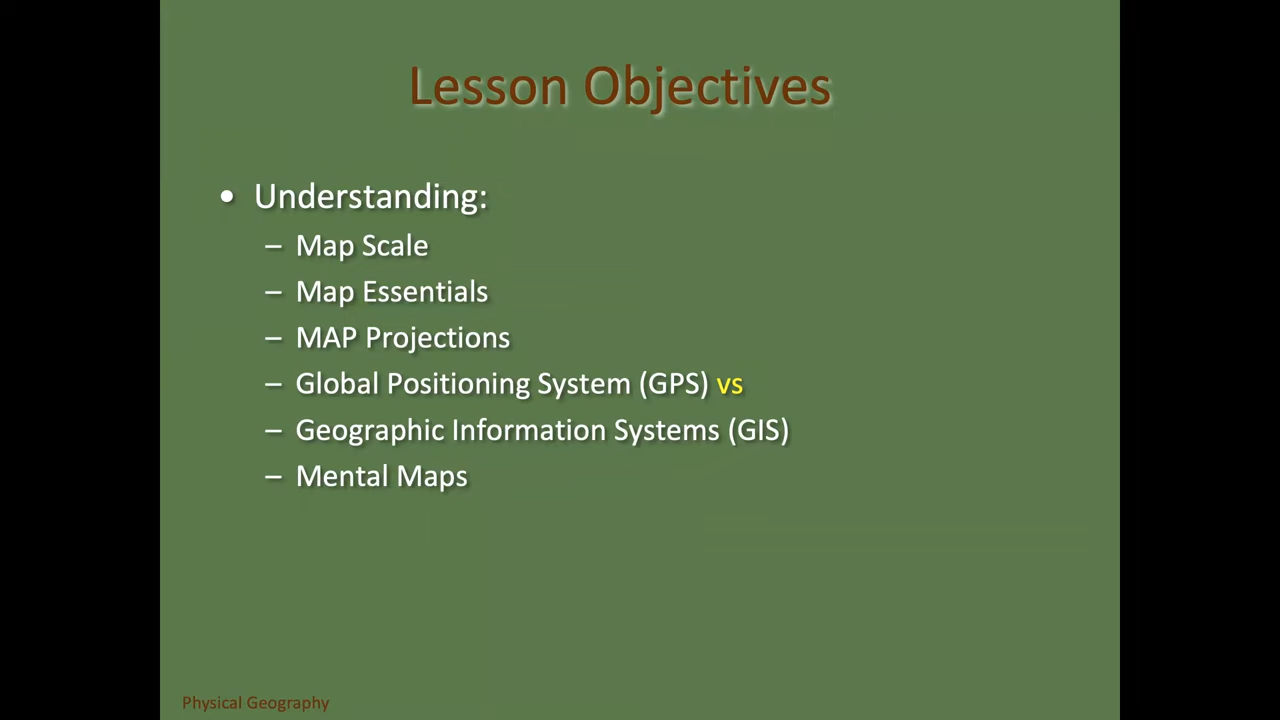 Lesson Objectives
• Understanding:
– Map Scale
– Map Essentials
– MAP Projections
– Global Positioning System (GPS) vs
– Geographic Information Systems (GIS)
– Mental Maps
Physical Geography